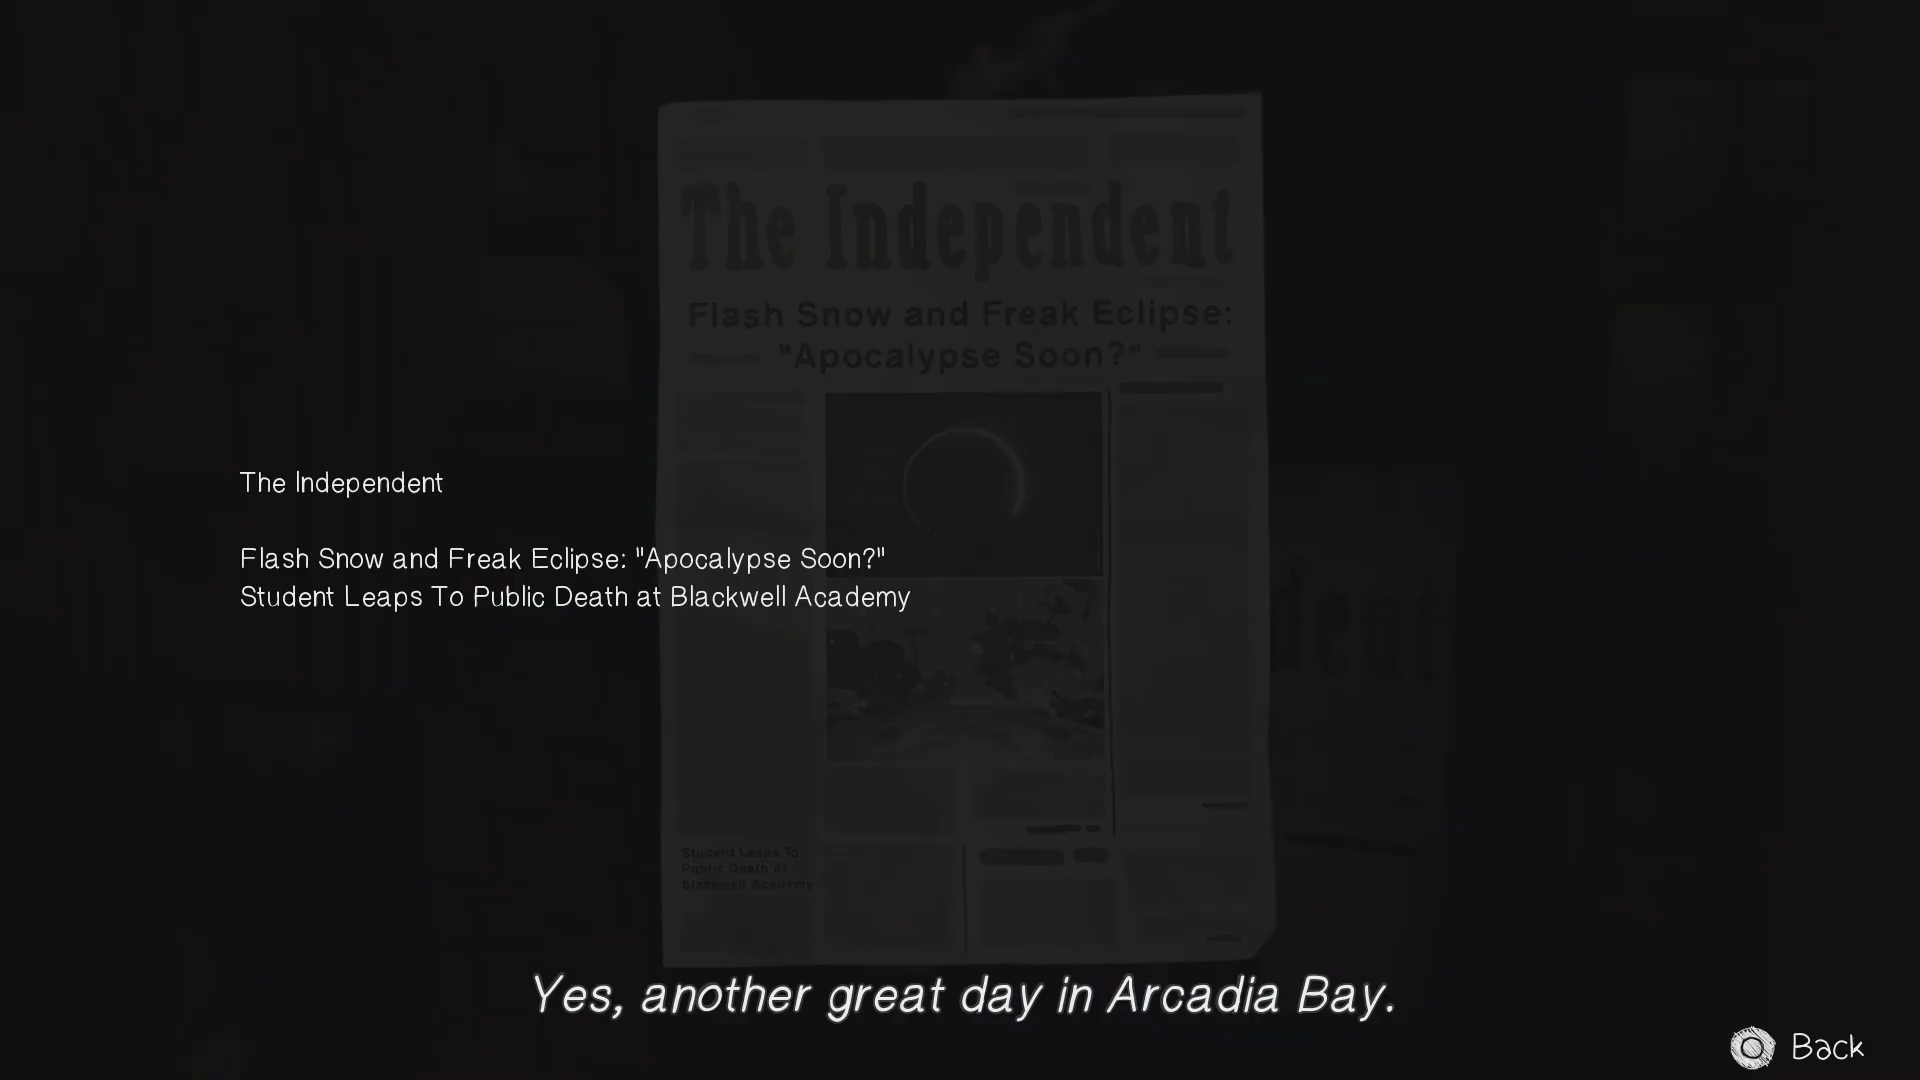 The Independent
Flash Snow and Freak Eclipse:
"Apocalypse Soon?"
The Independent
Flash Snow and Freak Eclipse: "Apocalypse Soon?"
Student Leaps To Public Death at Blackwell Academy
dent
Student Leaps To
Public Death At
Blackwell Academy
Yes, another great day in Arcadia Bay.
Back